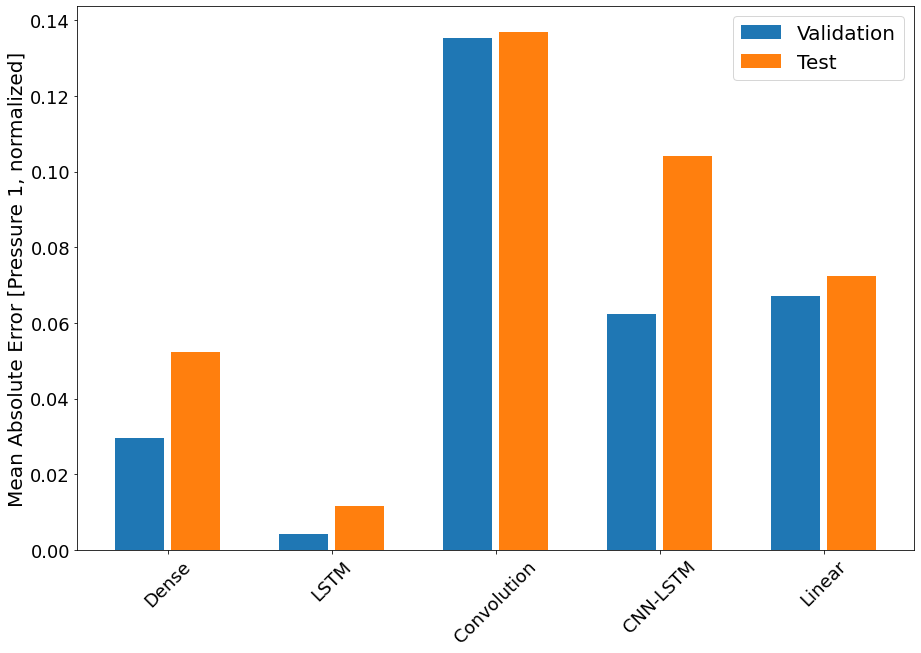 Mean Absolute Error [Pressure 1, normalized]
0.14
0.12
0.10
0.08
0.06
0.04
0.02
0.00
Validation
Test
Dense
LSTM
Convolution
CNN-LSTM
Linear